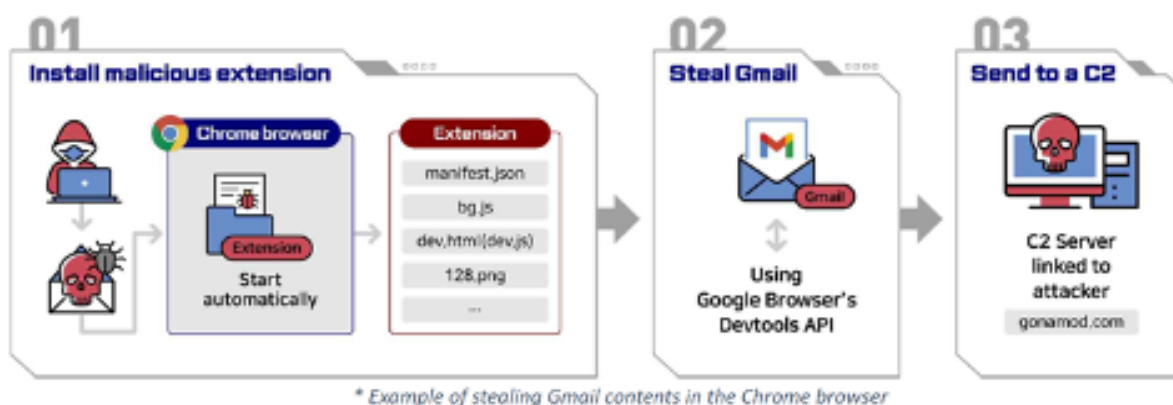 01
Install malicious extension
Chrome browser
Extension
Start
automatically
Extension
manifest.json
bg.js
dev.html(dev.js)
128.png
...
02
Steal Gmail
Gmail
Using
Google Browser's
Devtools API
03
Send to a C2
C2 Server
linked to
attacker
gonamod.com
* Example of stealing Gmail contents in the Chrome browser